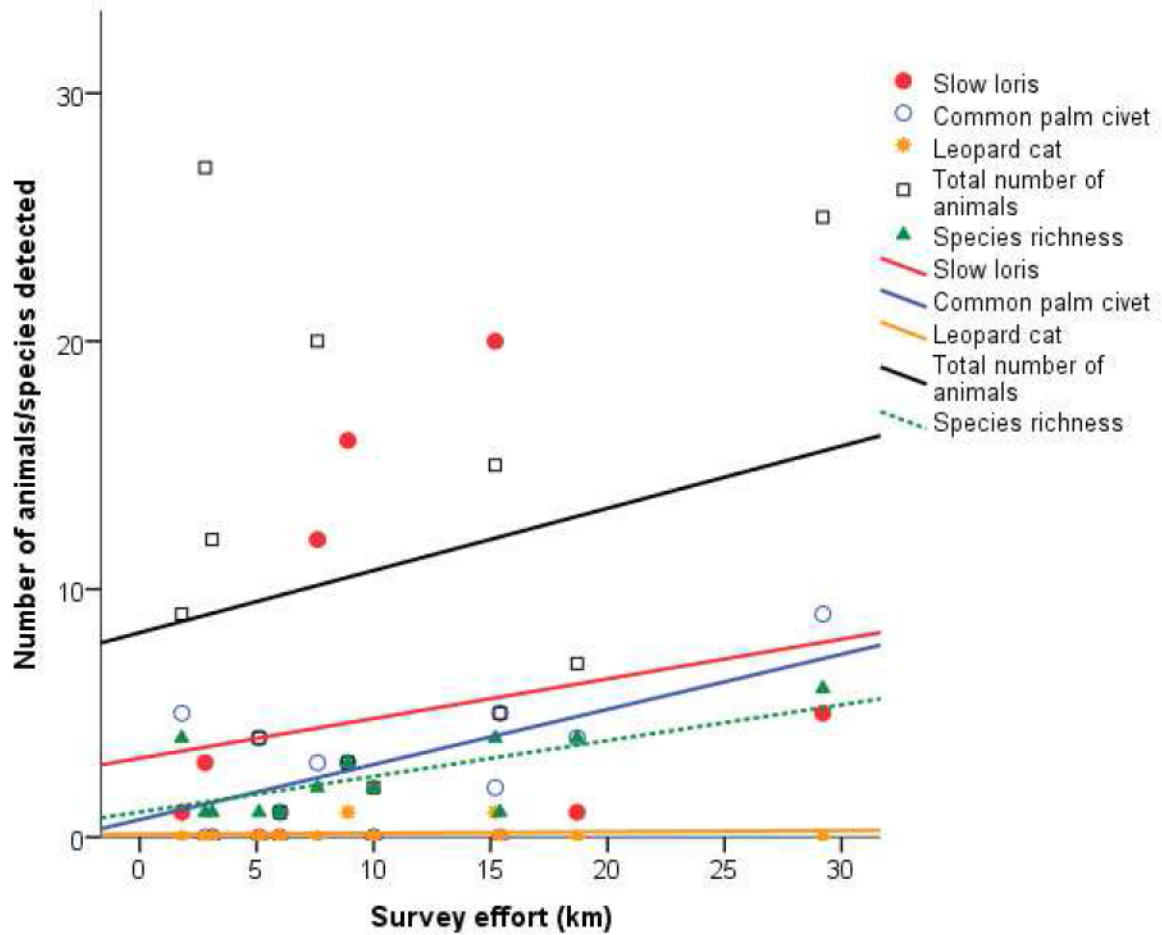 Number of animals/species detected
30
20
10
0
0
5
10
15
20
25
30
Survey effort (km)
Slow loris
Common palm civet
Leopard cat
Total number of
animals
Species richness
Slow loris
Common palm civet
Leopard cat
Total number of
animals
Species richness